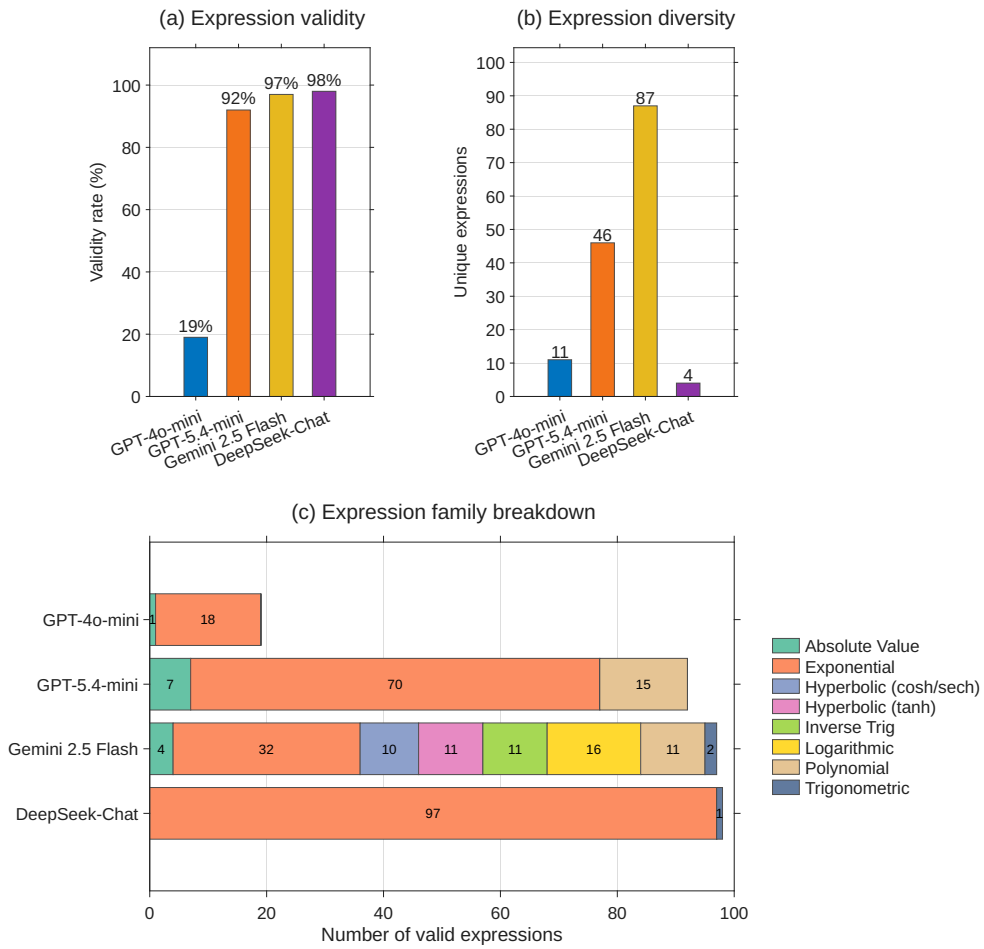 (a) Expression validity
Validity rate (%)
100
80
60
40
20
0
19%
92%
97%
98%
GPT-4o-mini
GPT-5.4-mini
Gemini 2.5 Flash
DeepSeek-Chat
(b) Expression diversity
Unique expressions
100
90
80
70
60
50
40
30
20
10
0
11
46
87
4
GPT-4o-mini
GPT-5.4-mini
Gemini 2.5 Flash
DeepSeek-Chat
(c) Expression family breakdown
GPT-4o-mini
1
18
GPT-5.4-mini
7
70
15
Gemini 2.5 Flash
4
32
10
11
11
16
11
2
DeepSeek-Chat
97
1
0
20
40
60
80
100
Number of valid expressions
Absolute Value
Exponential
Hyperbolic (cosh/sech)
Hyperbolic (tanh)
Inverse Trig
Logarithmic
Polynomial
Trigonometric